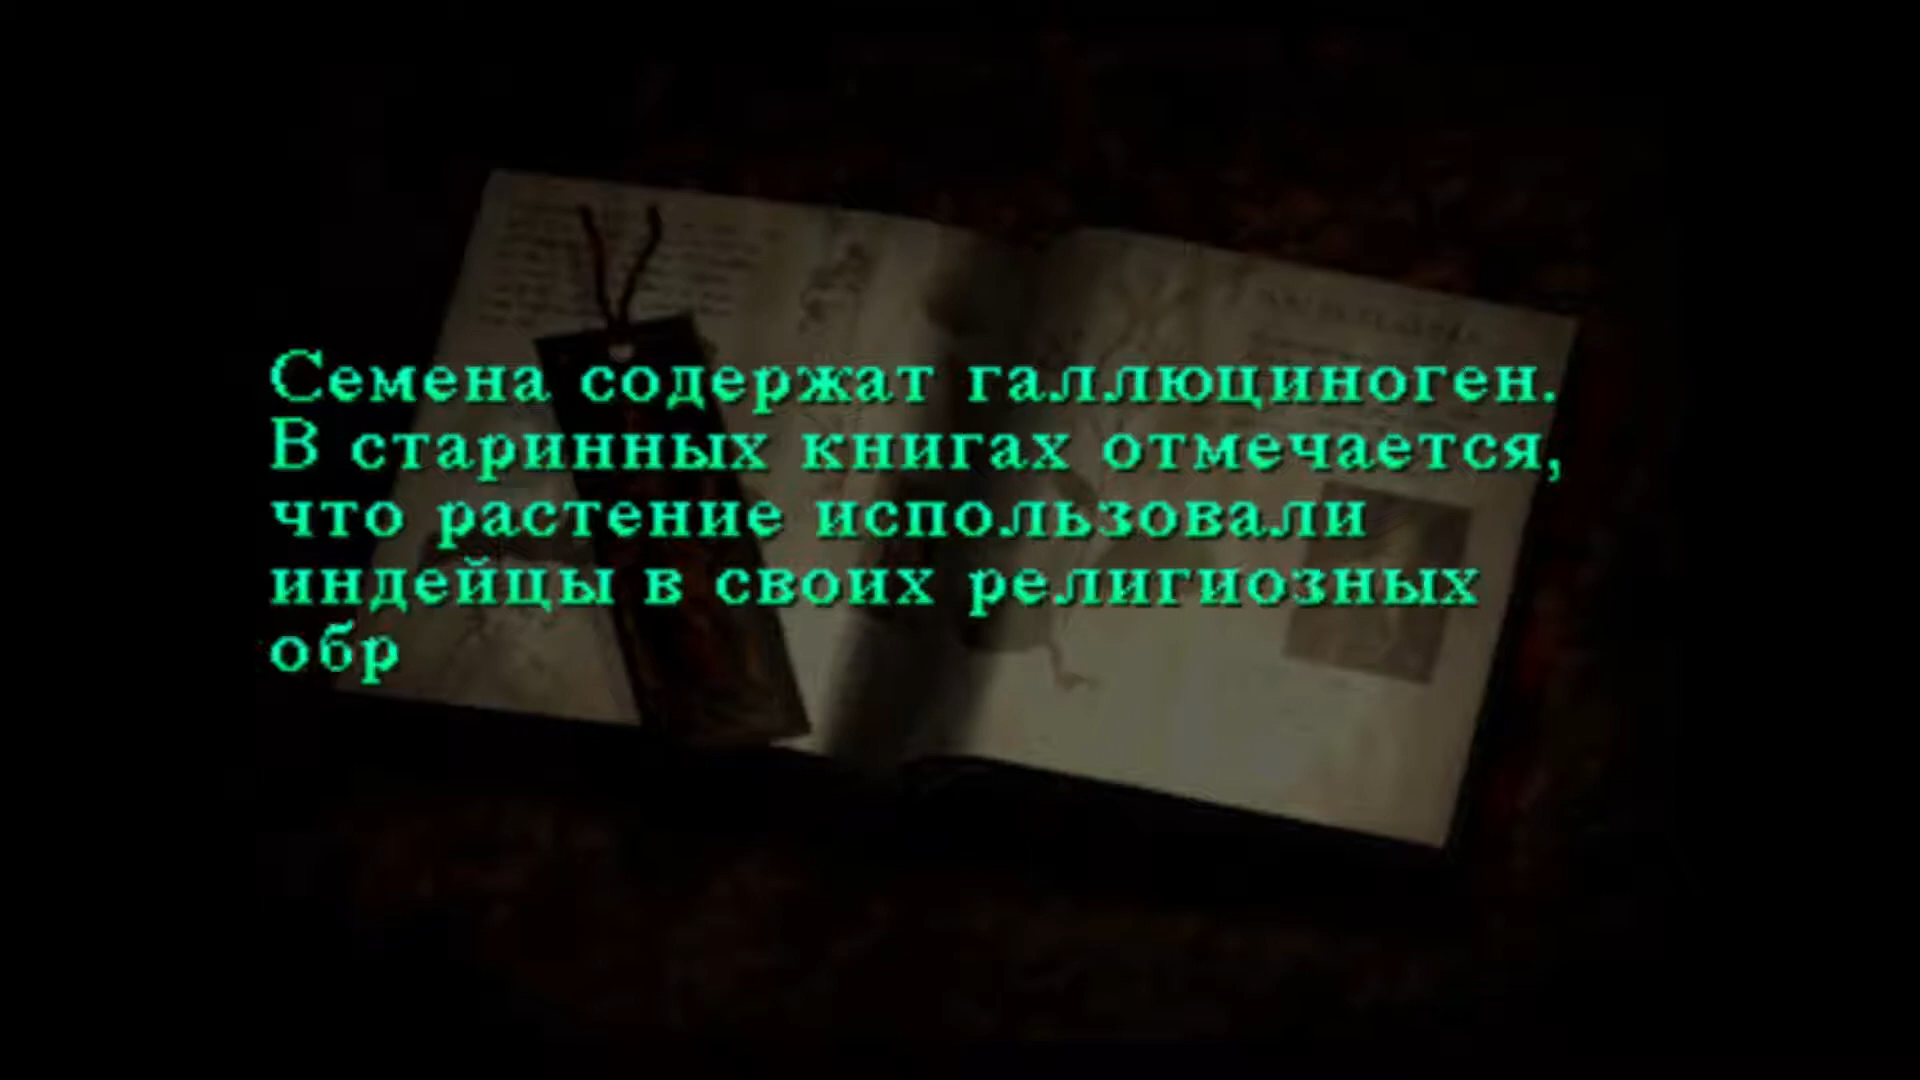 Семена содержат галлюциноген.
В старинных книгах отмечается,
что растение использовали
индейцы в своих религиозных
обр